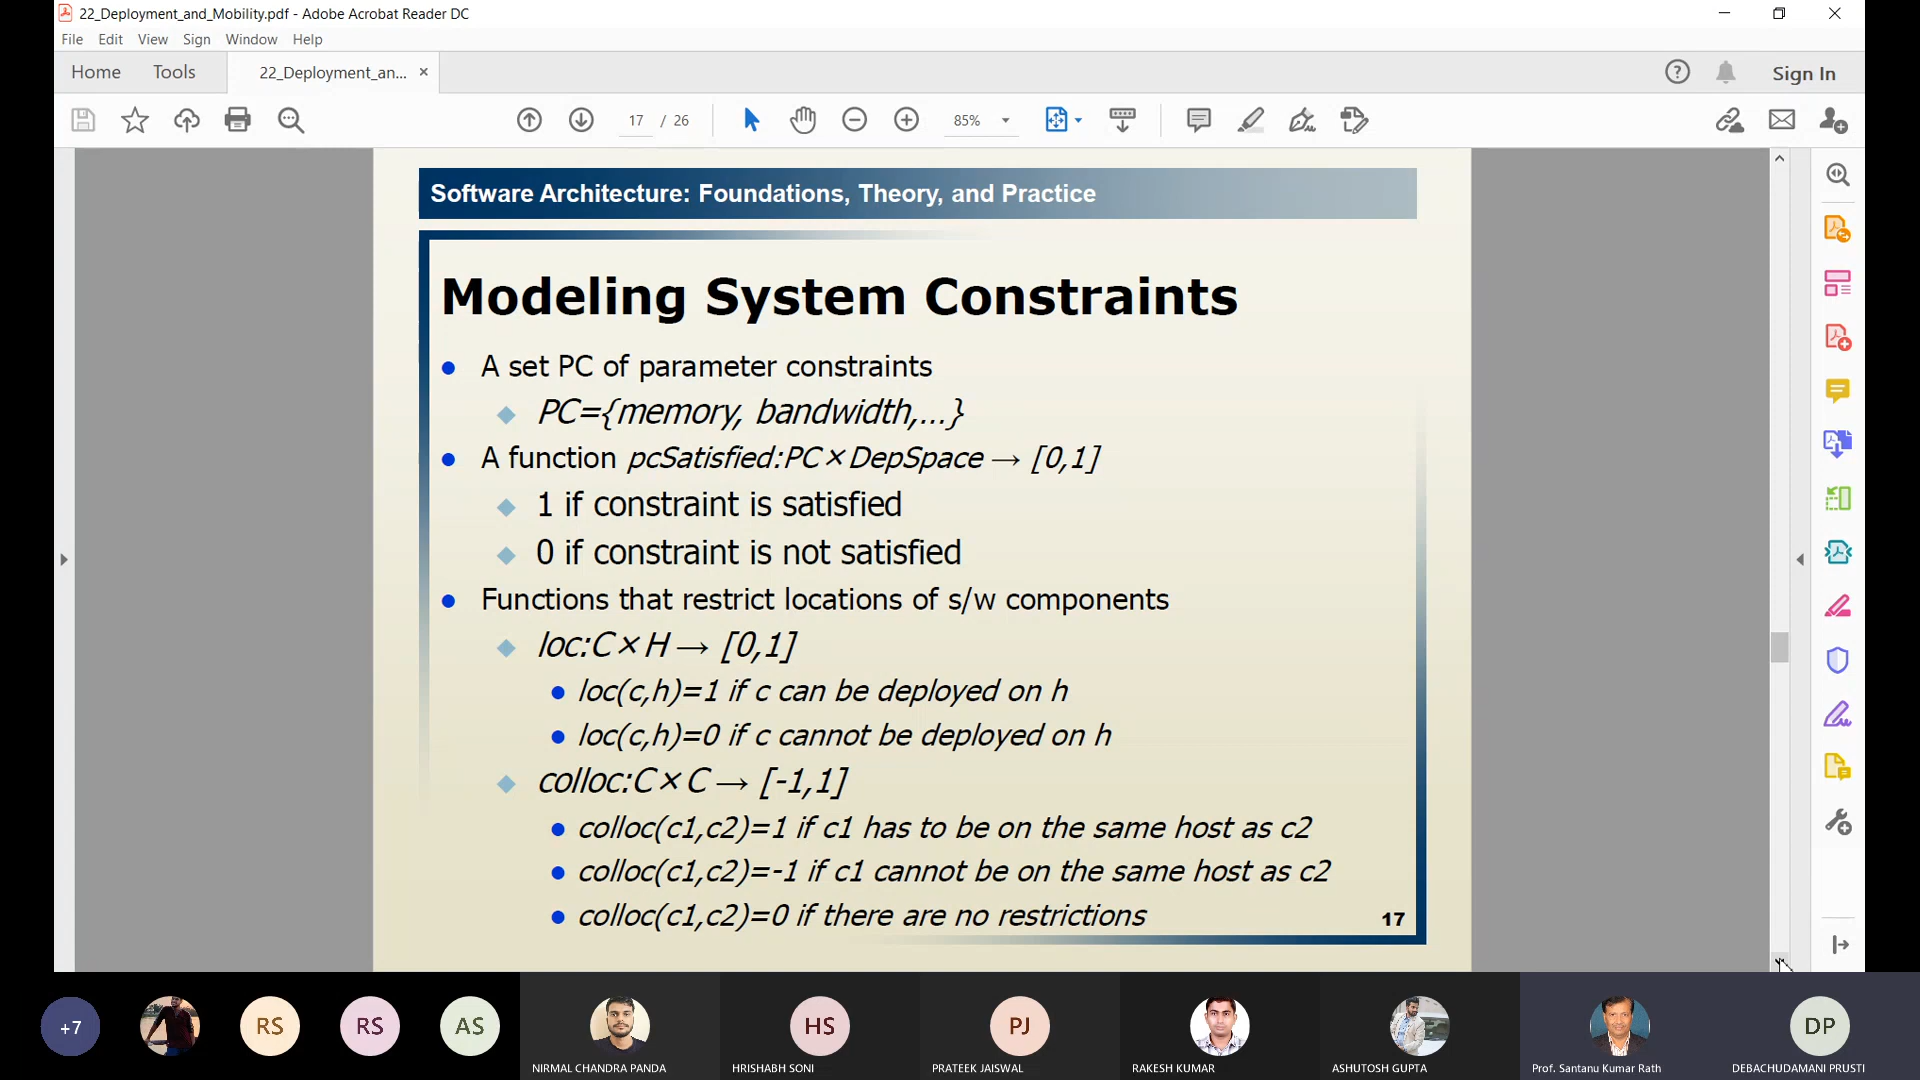 22_Deployment_and_Mobility.pdf - Adobe Acrobat Reader DC
File Edit View Sign Window Help
Home Tools 22_Deployment_an... × Sign In
17 / 26 85%
Software Architecture: Foundations, Theory, and Practice
Modeling System Constraints
● A set PC of parameter constraints
◆ PC={memory, bandwidth,...}
● A function pcSatisfied:PC×DepSpace → [0,1]
◆ 1 if constraint is satisfied
◆ 0 if constraint is not satisfied
● Functions that restrict locations of s/w components
◆ loc:C×H → [0,1]
● loc(c,h)=1 if c can be deployed on h
● loc(c,h)=0 if c cannot be deployed on h
◆ colloc:C×C → [-1,1]
● colloc(c1,c2)=1 if c1 has to be on the same host as c2
● colloc(c1,c2)=-1 if c1 cannot be on the same host as c2
● colloc(c1,c2)=0 if there are no restrictions
17
+7 RS RS AS HS PJ DP
NIRMAL CHANDRA PANDA HRISHABH SONI PRATEEK JAISWAL RAKESH KUMAR ASHUTOSH GUPTA Prof. Santanu Kumar Rath DEBACHUDAMANI PRUSTI